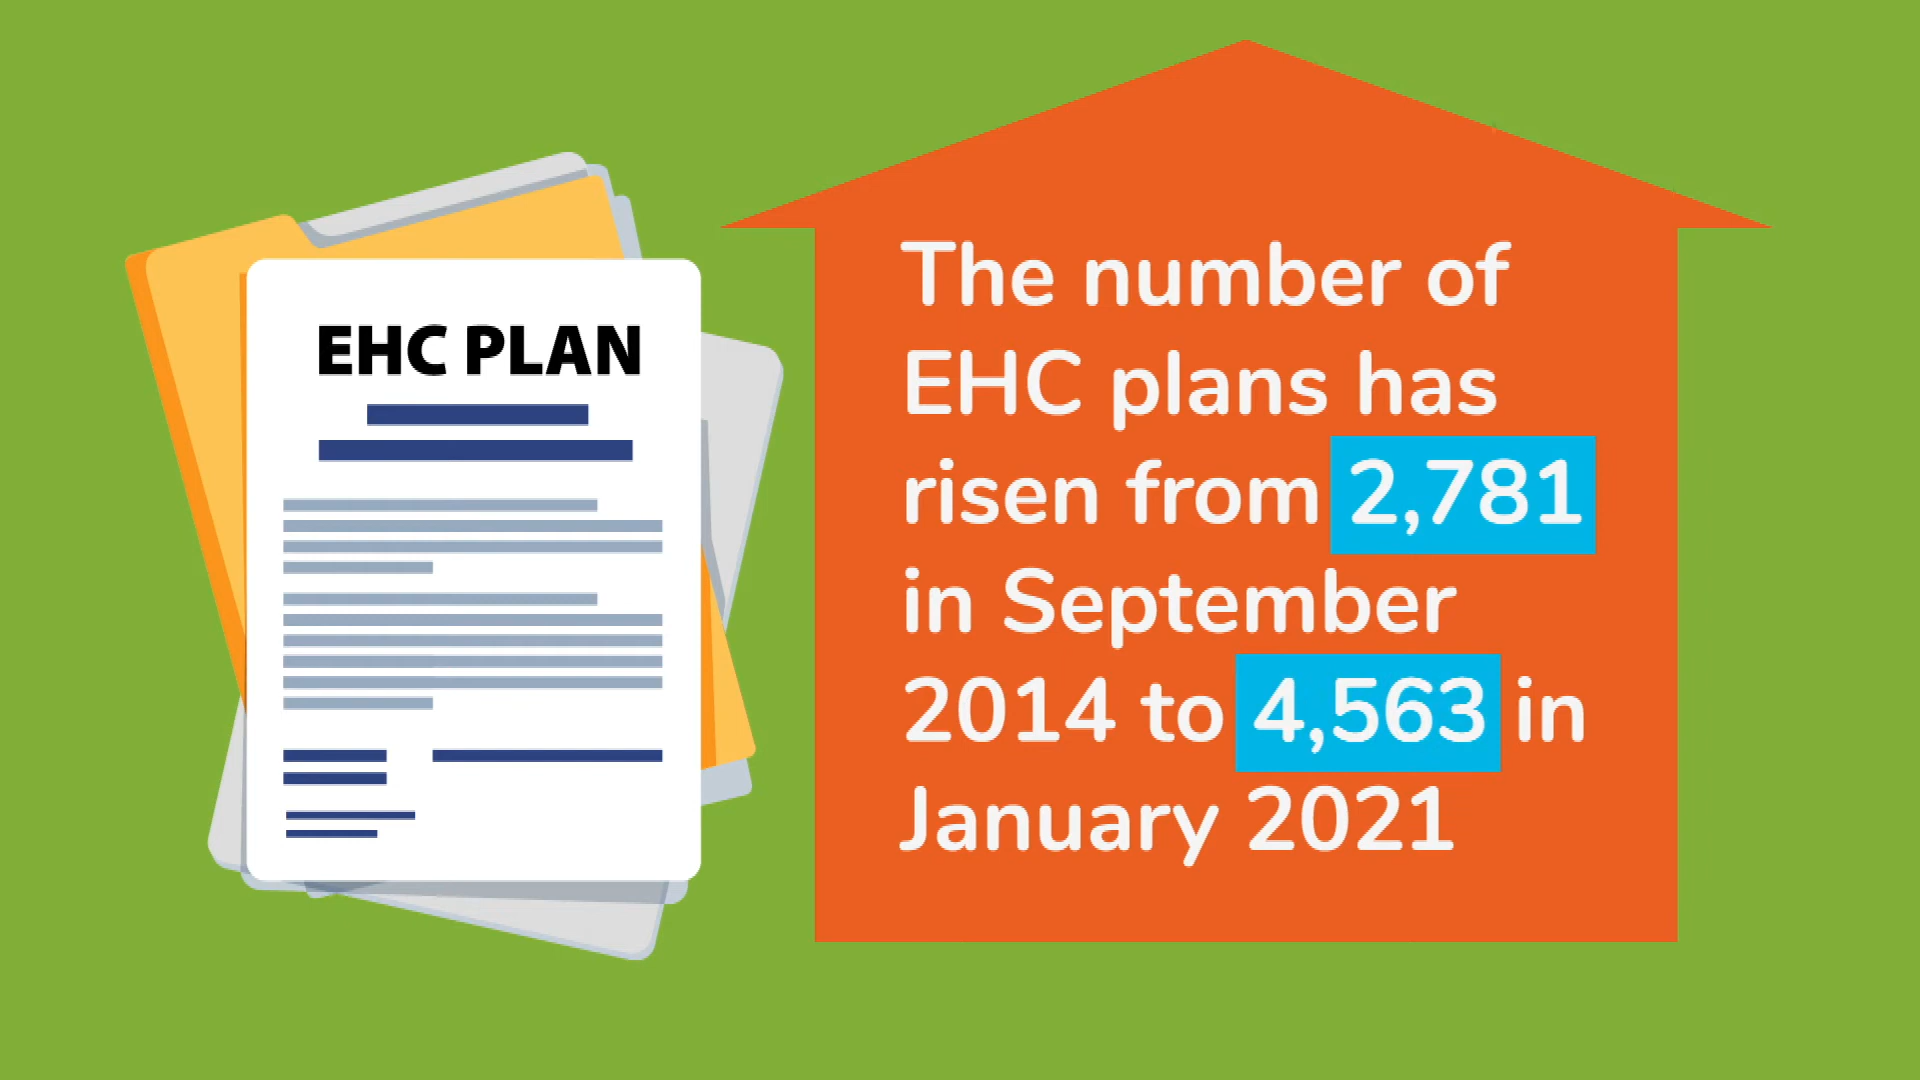 EHC PLAN
The number of
EHC plans has
risen from 2,781
in September
2014 to 4,563 in
January 2021